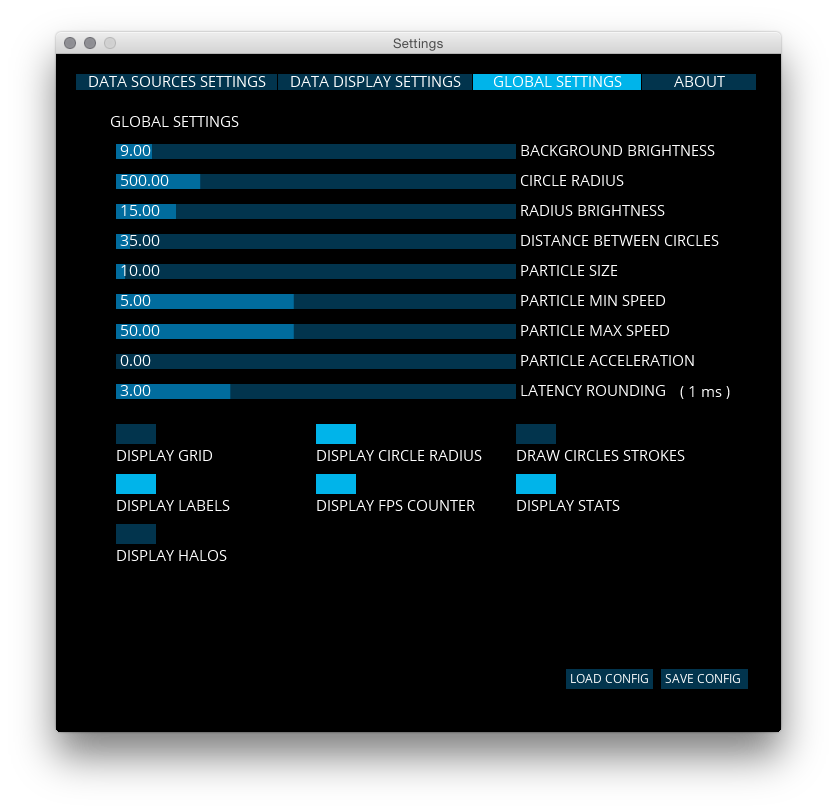 Settings
DATA SOURCES SETTINGS DATA DISPLAY SETTINGS GLOBAL SETTINGS ABOUT
GLOBAL SETTINGS
9.00 BACKGROUND BRIGHTNESS
500.00 CIRCLE RADIUS
15.00 RADIUS BRIGHTNESS
35.00 DISTANCE BETWEEN CIRCLES
10.00 PARTICLE SIZE
5.00 PARTICLE MIN SPEED
50.00 PARTICLE MAX SPEED
0.00 PARTICLE ACCELERATION
3.00 LATENCY ROUNDING ( 1 ms )
DISPLAY GRID DISPLAY CIRCLE RADIUS DRAW CIRCLES STROKES
DISPLAY LABELS DISPLAY FPS COUNTER DISPLAY STATS
DISPLAY HALOS
LOAD CONFIG SAVE CONFIG